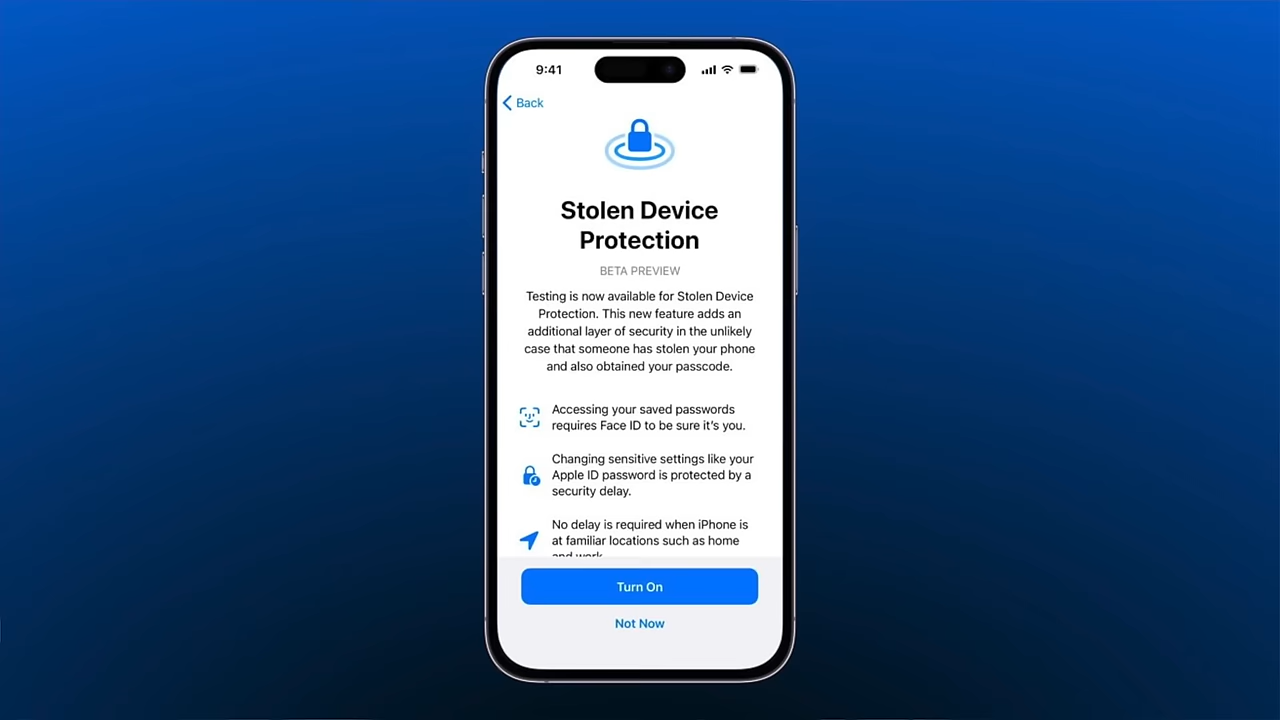 9:41
Back
Stolen Device
Protection
BETA PREVIEW
Testing is now available for Stolen Device
Protection. This new feature adds an
additional layer of security in the unlikely
case that someone has stolen your phone
and also obtained your passcode.
Accessing your saved passwords
requires Face ID to be sure it’s you.
Changing sensitive settings like your
Apple ID password is protected by a
security delay.
No delay is required when iPhone is
at familiar locations such as home
and work.
Turn On
Not Now